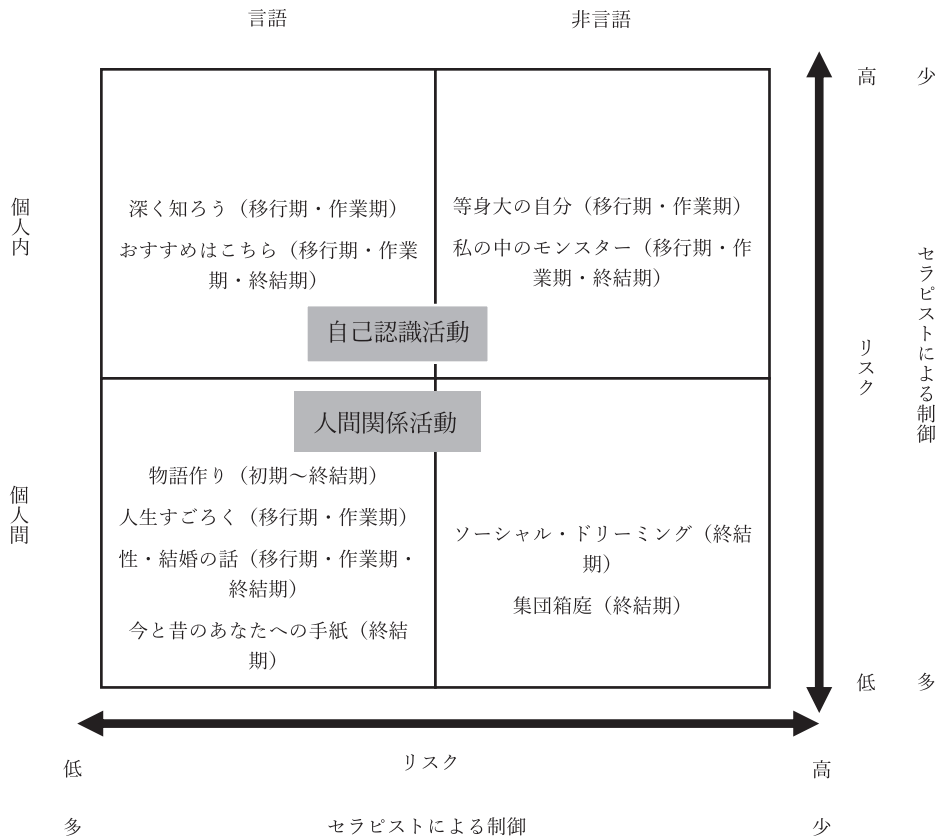 言語
非言語
高
少
個人内
深く知ろう（移行期・作業期）
おすすめはこちら（移行期・作業
期・終結期）
等身大の自分（移行期・作業期）
私の中のモンスター（移行期・作
業期・終結期）
自己認識活動
リスク
セラピストによる制御
人間関係活動
個人間
物語作り（初期～終結期）
人生すごろく（移行期・作業期）
性・結婚の話（移行期・作業期・
終結期）
今と昔のあなたへの手紙（終結
期）
ソーシャル・ドリーミング（終結
期）
集団箱庭（終結期）
低
多
低
リスク
高
多
セラピストによる制御
少